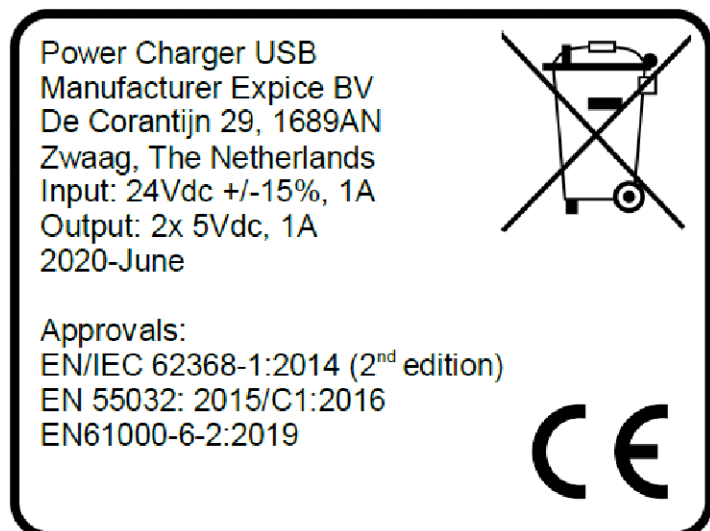 Power Charger USB
Manufacturer Expice BV
De Corantijn 29, 1689AN
Zwaag, The Netherlands
Input: 24Vdc +/-15%, 1A
Output: 2x 5Vdc, 1A
2020-June
Approvals:
EN/IEC 62368-1:2014 (2nd edition)
EN 55032: 2015/C1:2016
EN61000-6-2:2019
CE